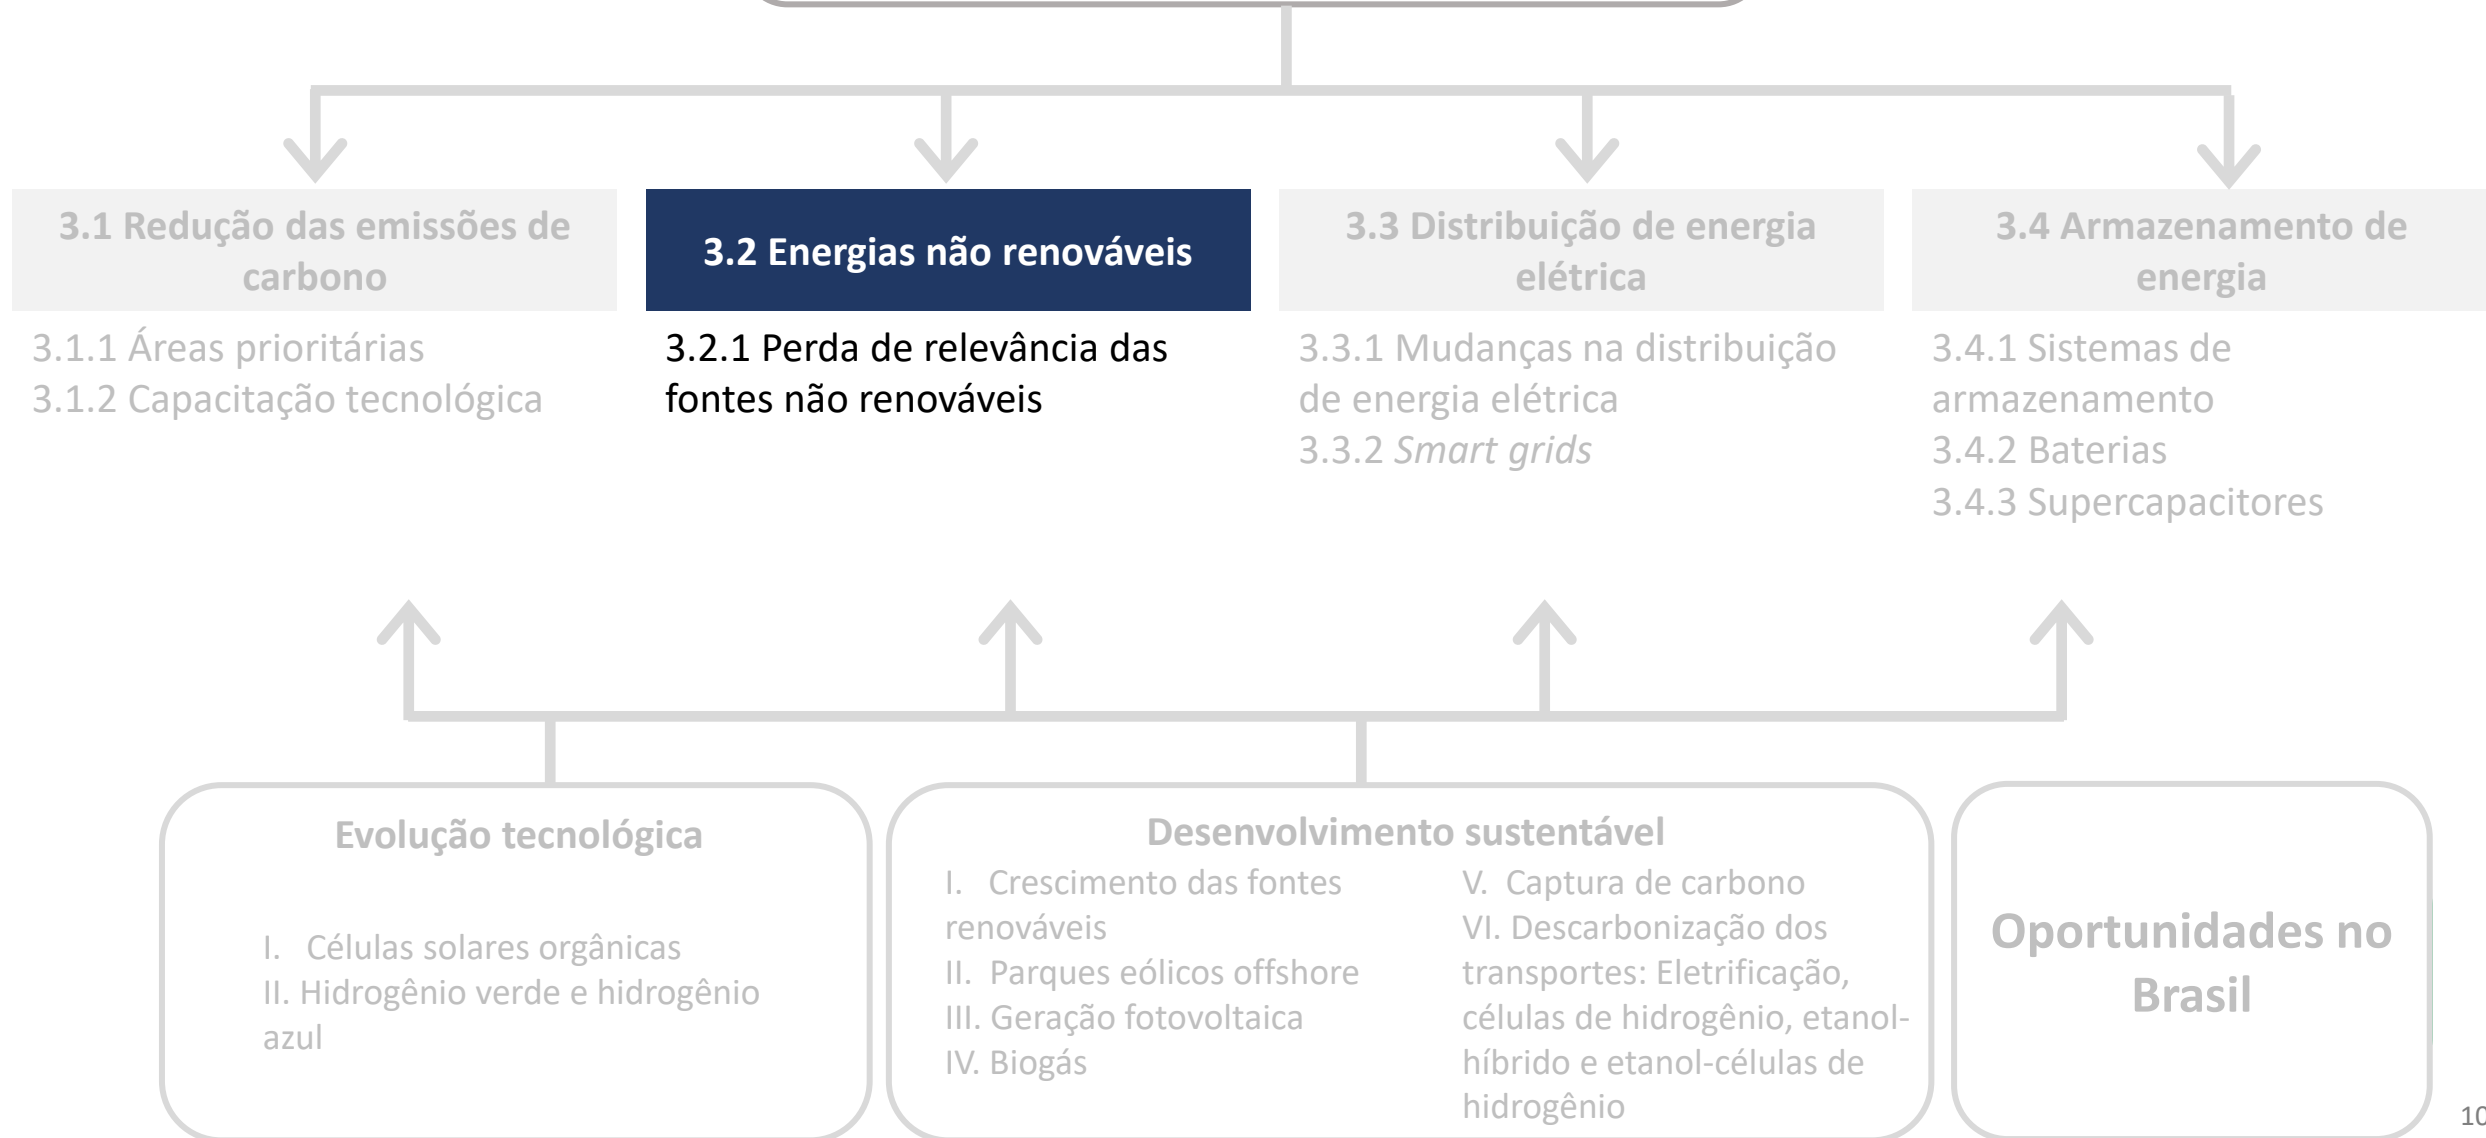 3.1 Redução das emissões de
carbono
3.1.1 Áreas prioritárias
3.1.2 Capacitação tecnológica
3.2 Energias não renováveis
3.2.1 Perda de relevância das
fontes não renováveis
3.3 Distribuição de energia
elétrica
3.3.1 Mudanças na distribuição
de energia elétrica
3.3.2 Smart grids
3.4 Armazenamento de
energia
3.4.1 Sistemas de
armazenamento
3.4.2 Baterias
3.4.3 Supercapacitores
Evolução tecnológica
I. Células solares orgânicas
II. Hidrogênio verde e hidrogênio
azul
Desenvolvimento sustentável
I. Crescimento das fontes
renováveis
II. Parques eólicos offshore
III. Geração fotovoltaica
IV. Biogás
V. Captura de carbono
VI. Descarbonização dos
transportes: Eletrificação,
células de hidrogênio, etanol-
híbrido e etanol-células de
hidrogênio
Oportunidades no
Brasil